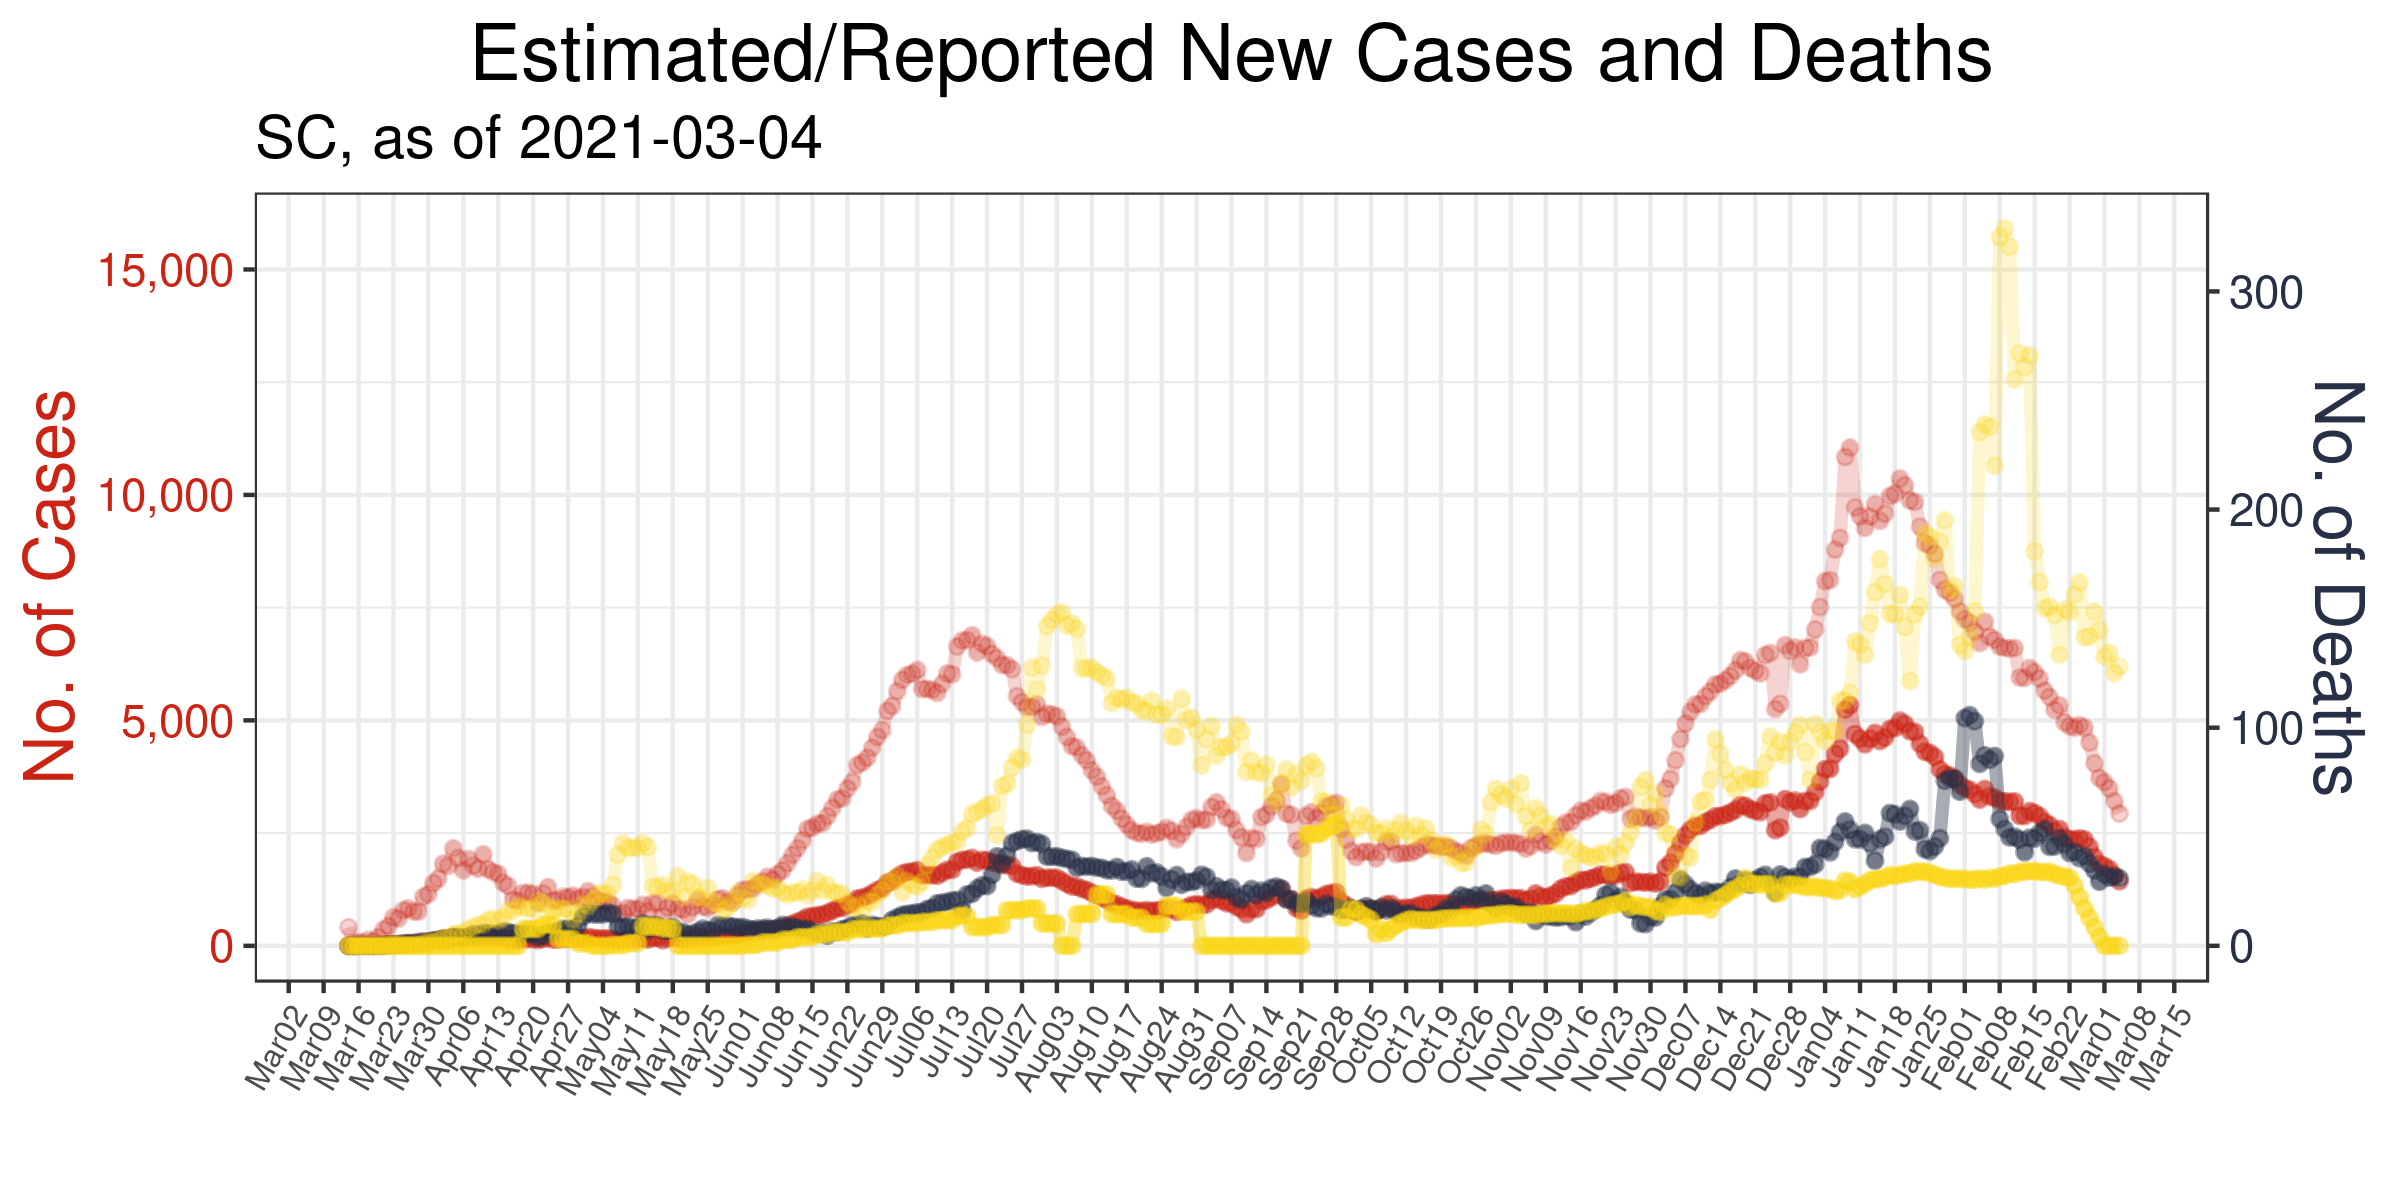 Estimated/Reported New Cases and Deaths
SC, as of 2021-03-04
No. of Cases
15,000
10,000
5,000
0
300
200
100
0
No. of Deaths
Mar02
Mar09
Mar16
Mar23
Mar30
Apr06
Apr13
Apr20
Apr27
May04
May11
May18
May25
Jun01
Jun08
Jun15
Jun22
Jun29
Jul06
Jul13
Jul20
Jul27
Aug03
Aug10
Aug17
Aug24
Aug31
Sep07
Sep14
Sep21
Sep28
Oct05
Oct12
Oct19
Oct26
Nov02
Nov09
Nov16
Nov23
Nov30
Dec07
Dec14
Dec21
Dec28
Jan04
Jan11
Jan18
Jan25
Feb01
Feb08
Feb15
Feb22
Mar01
Mar08
Mar15